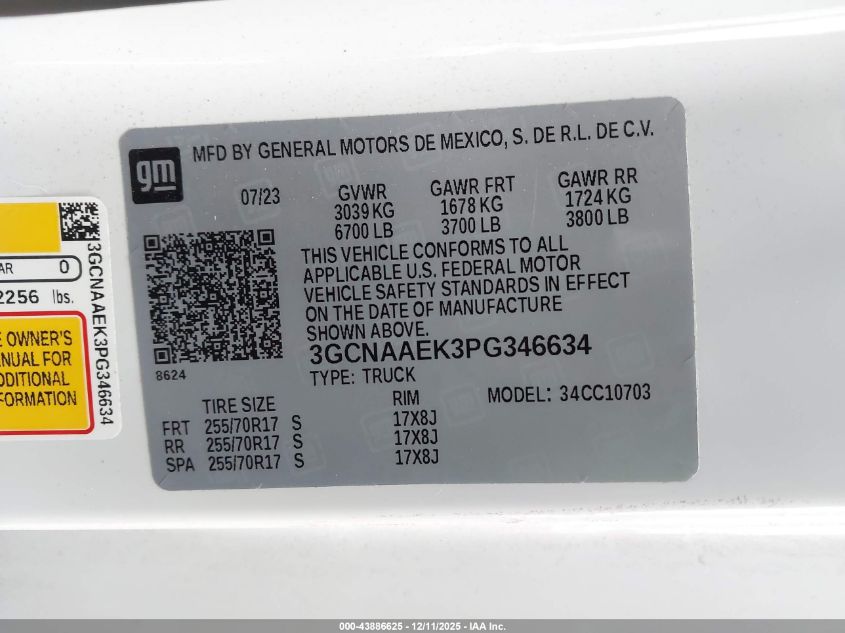 gm
MFD BY GENERAL MOTORS DE MEXICO, S. DE R.L. DE C.V.
07/23 GVWR GAWR FRT GAWR RR
3039 KG 1678 KG 1724 KG
6700 LB 3700 LB 3800 LB
THIS VEHICLE CONFORMS TO ALL
APPLICABLE U.S. FEDERAL MOTOR
VEHICLE SAFETY STANDARDS IN EFFECT
ON THE DATE OF MANUFACTURE
SHOWN ABOVE.
8624
3GCNAAEK3PG346634
TYPE: TRUCK
MODEL: 34CC10703
TIRE SIZE RIM
FRT 255/70R17 S 17X8J
RR 255/70R17 S 17X8J
SPA 255/70R17 S 17X8J
AR 0
2256 lbs.
E OWNER'S
ANUAL FOR
DDITIONAL
FORMATION
3GCNAAEK3PG346634
000-43886625 - 12/11/2025 - IAA Inc.